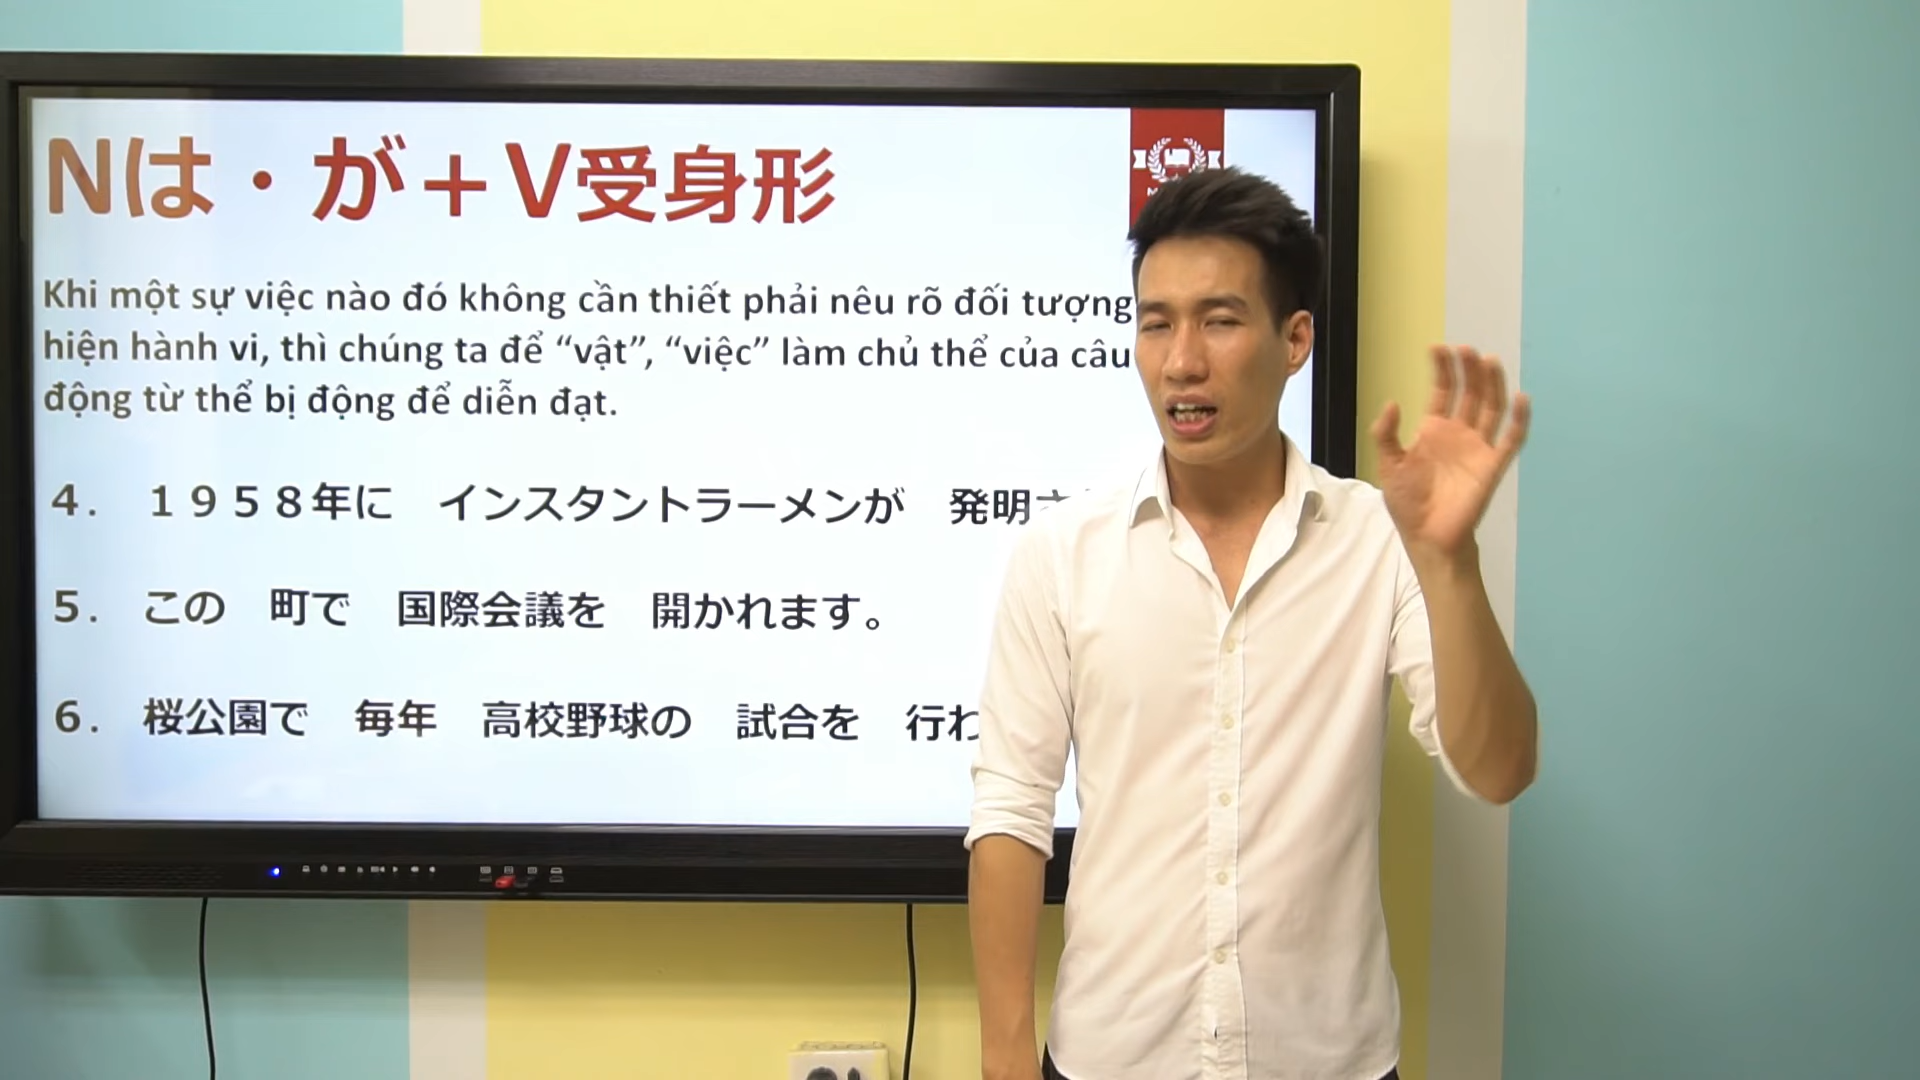 Nは・が＋V受身形
Khi một sự việc nào đó không cần thiết phải nêu rõ đối tượng
hiện hành vi, thì chúng ta để “vật”, “việc” làm chủ thể của câu
động từ thể bị động để diễn đạt.
４． １９５８年に インスタントラーメンが 発明さ
５． この 町で 国際会議を 開かれます。
６． 桜公園で 毎年 高校野球の 試合を 行わ